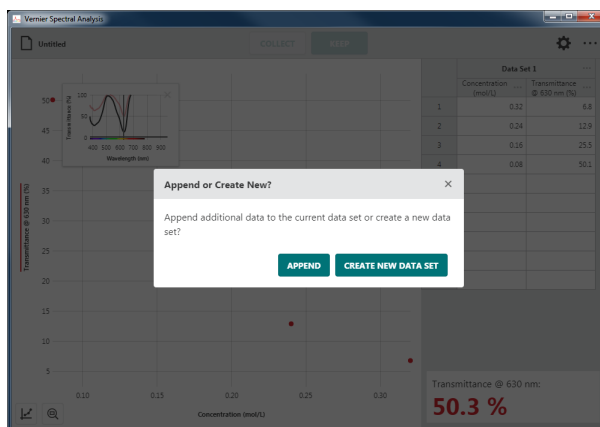 Vernier Spectral Analysis
Untitled
COLLECT
KEEP
Data Set 1
Concentration
(mol/L)
Transmittance
@ 630 nm (%)
1 0.32 6.8
2 0.24 12.9
3 0.16 25.5
4 0.08 50.1
Transmittance (%)
100
50
0
400 500 600 700 800 900
Wavelength (nm)
Transmittance @ 630 nm (%)
50
45
40
35
30
25
20
15
10
5
0.10 0.15 0.20 0.25 0.30
Concentration (mol/L)
Append or Create New?
Append additional data to the current data set or create a new data
set?
APPEND
CREATE NEW DATA SET
Transmittance @ 630 nm:
50.3 %